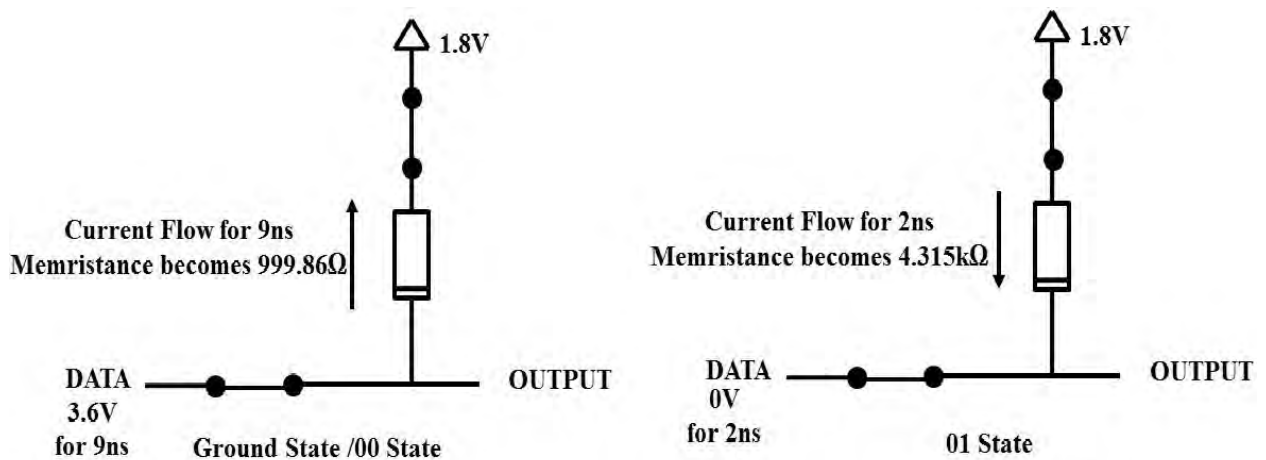 1.8V
Current Flow for 9ns
Memristance becomes 999.86Ω
DATA
3.6V
for 9ns
OUTPUT
Ground State /00 State
1.8V
Current Flow for 2ns
Memristance becomes 4.315kΩ
DATA
0V
for 2ns
OUTPUT
01 State